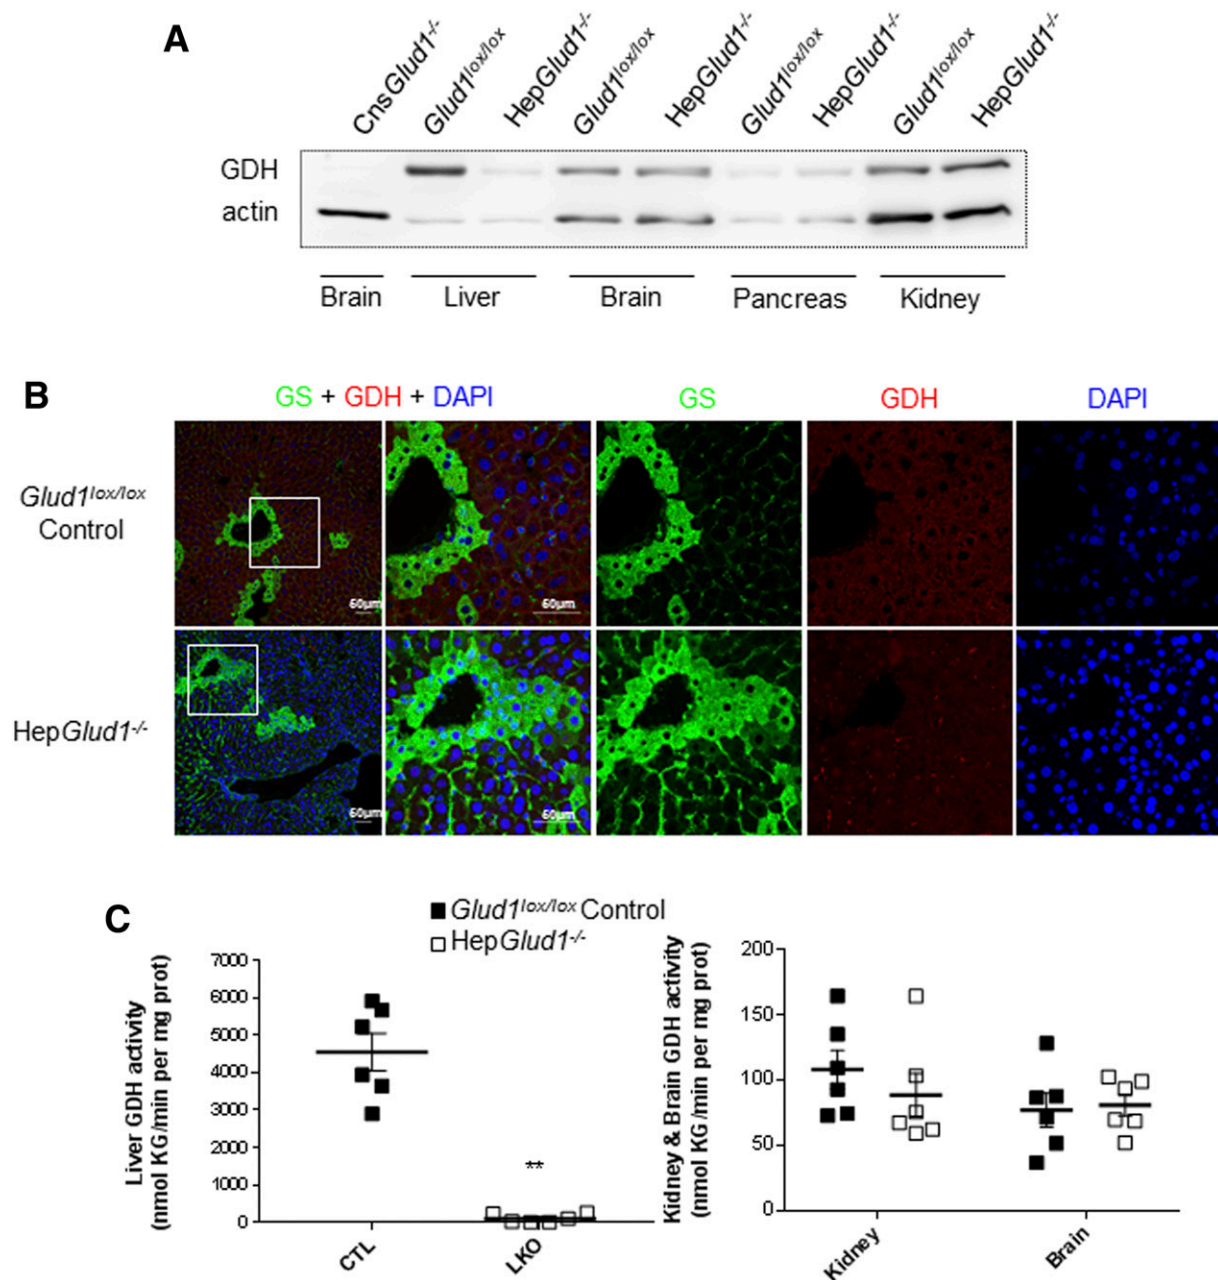 A
CnsGlud1-/-
Glud1lox/lox
HepGlud1-/-
Glud1lox/lox
HepGlud1-/-
Glud1lox/lox
HepGlud1-/-
Glud1lox/lox
HepGlud1-/-
GDH
actin
Brain Liver Brain Pancreas Kidney
B
GS + GDH + DAPI GS GDH DAPI
Glud1lox/lox
Control
60µm 60µm
HepGlud1-/-
60µm 60µm
C
Glud1lox/lox Control
HepGlud1-/-
Liver GDH activity
(nmol KG/min per mg prot)
7000
6000
5000
4000
3000
2000
1000
0
**
CTL
LKO
Kidney & Brain GDH activity
(nmol KG/min per mg prot)
200
150
100
50
0
Kidney
Brain